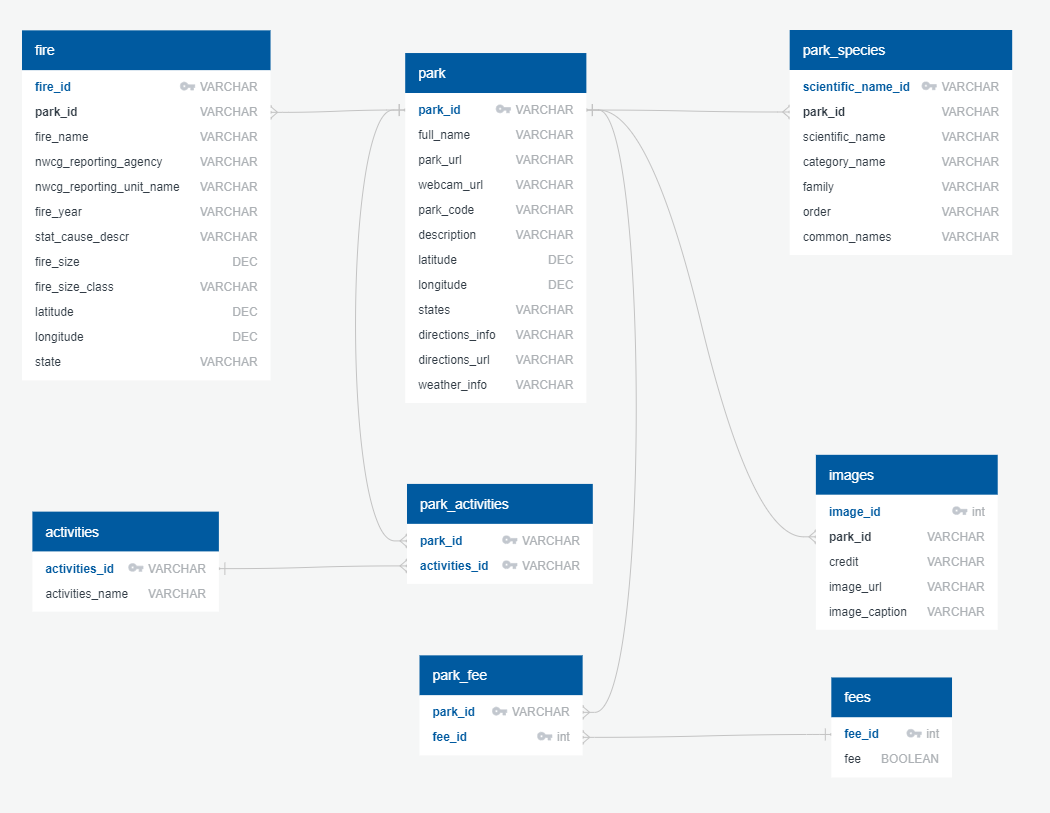 fire
fire_id VARCHAR
park_id VARCHAR
fire_name VARCHAR
nwcg_reporting_agency VARCHAR
nwcg_reporting_unit_name VARCHAR
fire_year VARCHAR
stat_cause_descr VARCHAR
fire_size DEC
fire_size_class VARCHAR
latitude DEC
longitude DEC
state VARCHAR
park
park_id VARCHAR
full_name VARCHAR
park_url VARCHAR
webcam_url VARCHAR
park_code VARCHAR
description VARCHAR
latitude DEC
longitude DEC
states VARCHAR
directions_info VARCHAR
directions_url VARCHAR
weather_info VARCHAR
park_species
scientific_name_id VARCHAR
park_id VARCHAR
scientific_name VARCHAR
category_name VARCHAR
family VARCHAR
order VARCHAR
common_names VARCHAR
activities
activities_id VARCHAR
activities_name VARCHAR
park_activities
park_id VARCHAR
activities_id VARCHAR
images
image_id int
park_id VARCHAR
credit VARCHAR
image_url VARCHAR
image_caption VARCHAR
park_fee
park_id VARCHAR
fee_id int
fees
fee_id int
fee BOOLEAN